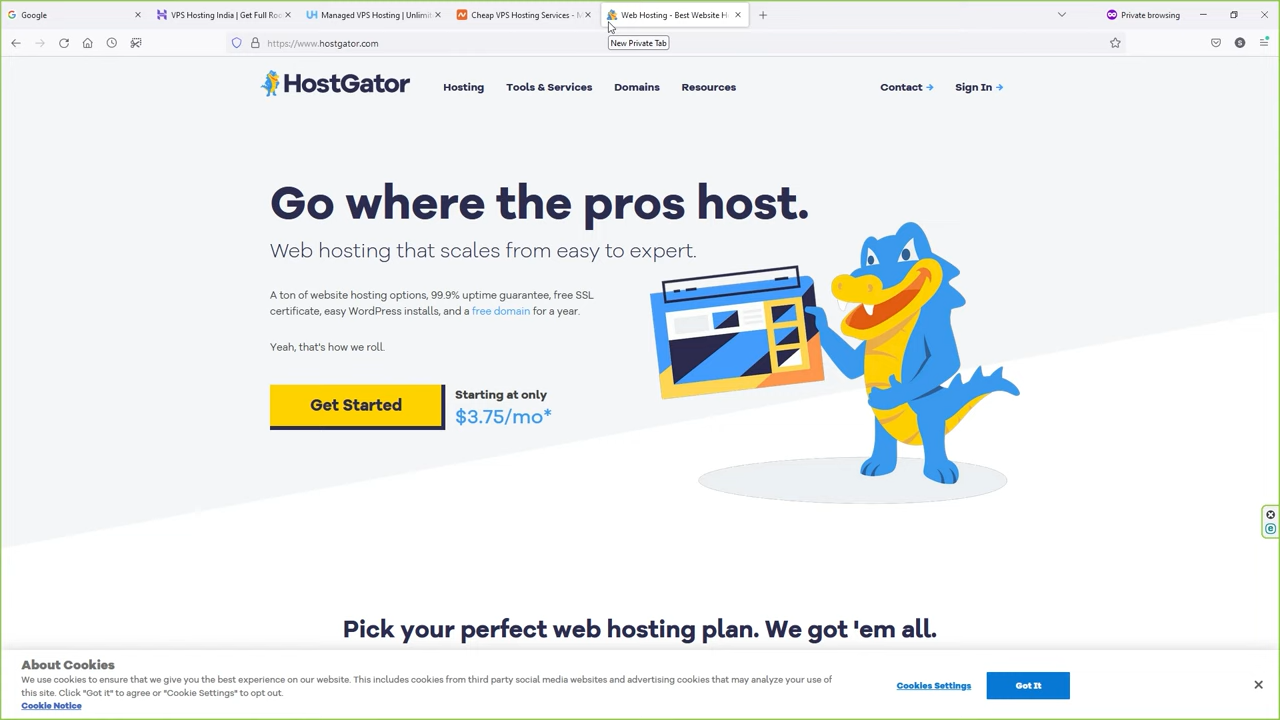 Google
VPS Hosting India | Get Full Roo
Managed VPS Hosting | Unlimit
Cheap VPS Hosting Services - M
Web Hosting - Best Website H
Private browsing
https://www.hostgator.com
New Private Tab
HostGator
Hosting
Tools & Services
Domains
Resources
Contact
Sign In
Go where the pros host.
Web hosting that scales from easy to expert.
A ton of website hosting options, 99.9% uptime guarantee, free SSL
certificate, easy WordPress installs, and a free domain for a year.
Yeah, that's how we roll.
Get Started
Starting at only
$3.75/mo*
Pick your perfect web hosting plan. We got 'em all.
About Cookies
We use cookies to ensure that we give you the best experience on our website. This includes cookies from third party social media websites and advertising cookies that may analyze your use
of this site. Click "Got it" to agree or "Cookie Settings" to opt out.
Cookie Notice
Cookies Settings
Got It